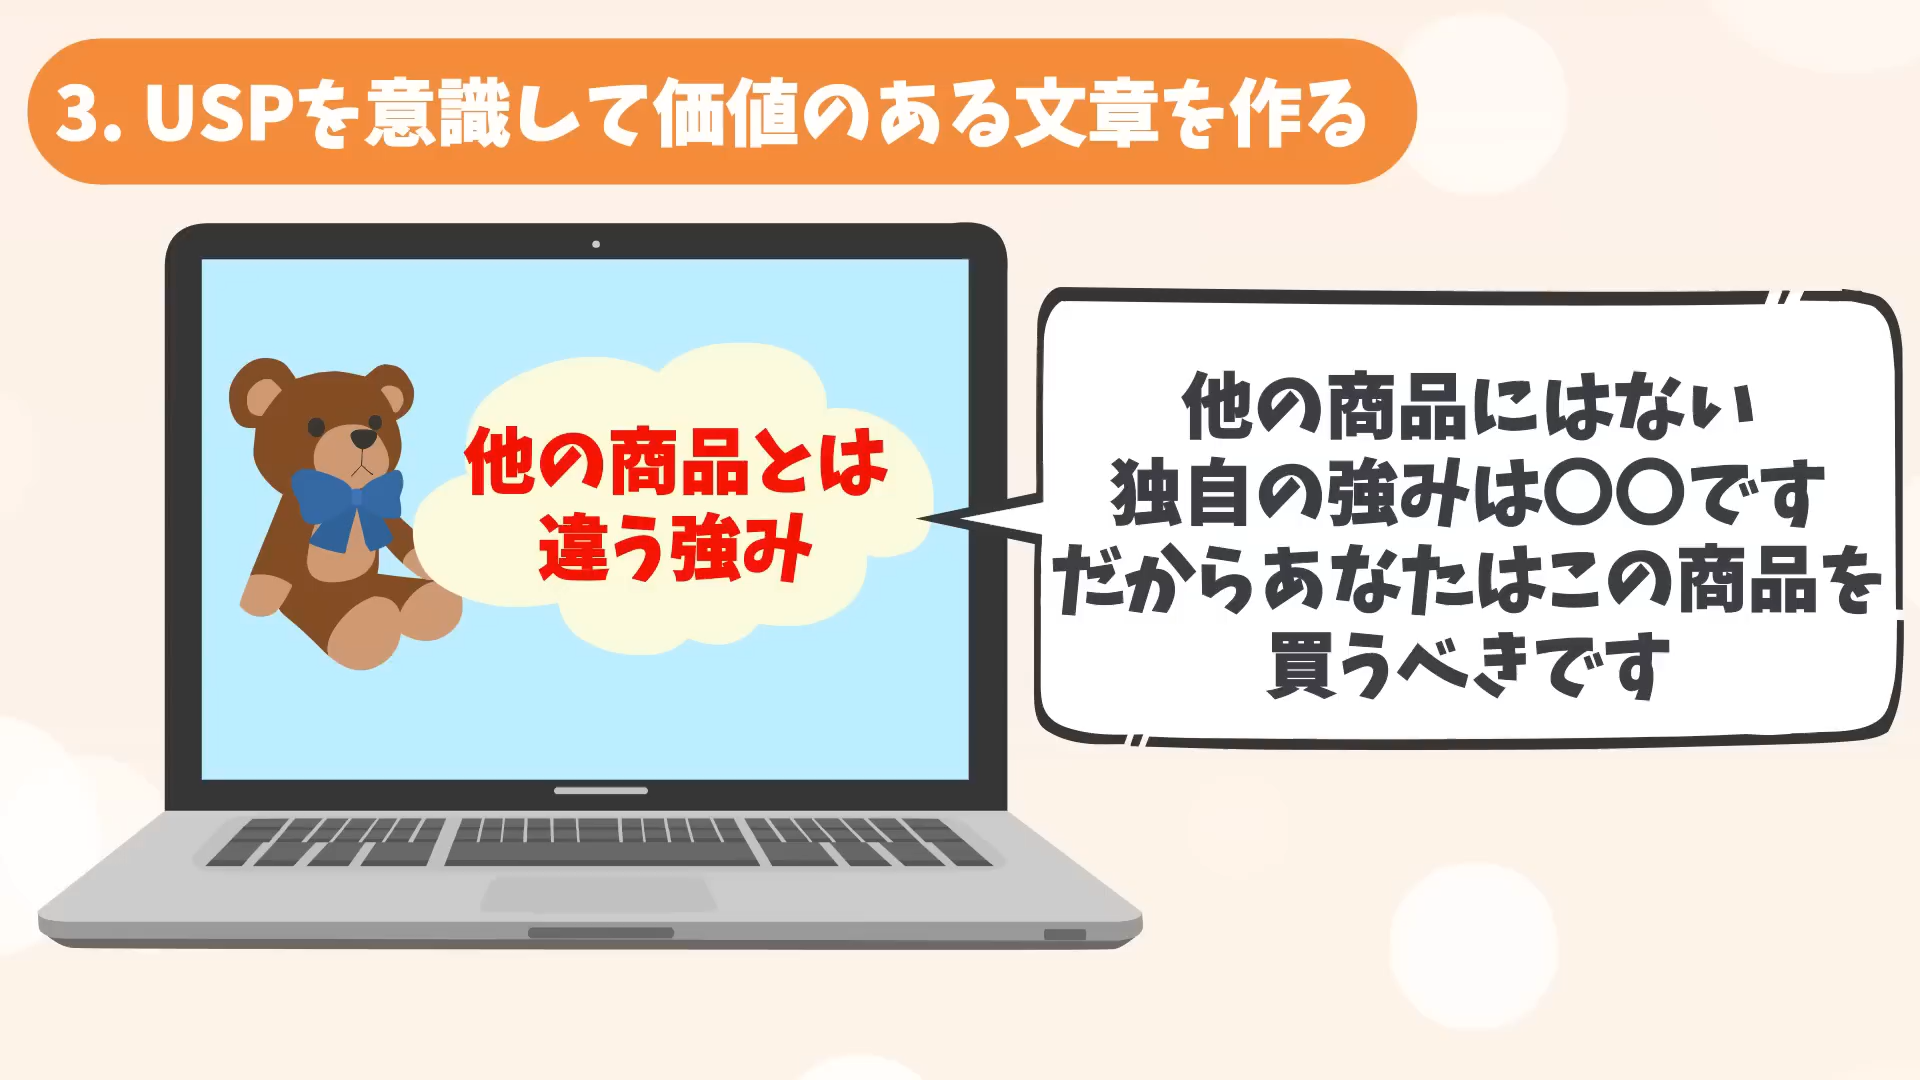 3. USPを意識して価値のある文章を作る
他の商品とは
違う強み
他の商品にはない
独自の強みは〇〇です
だからあなたはこの商品を
買うべきです